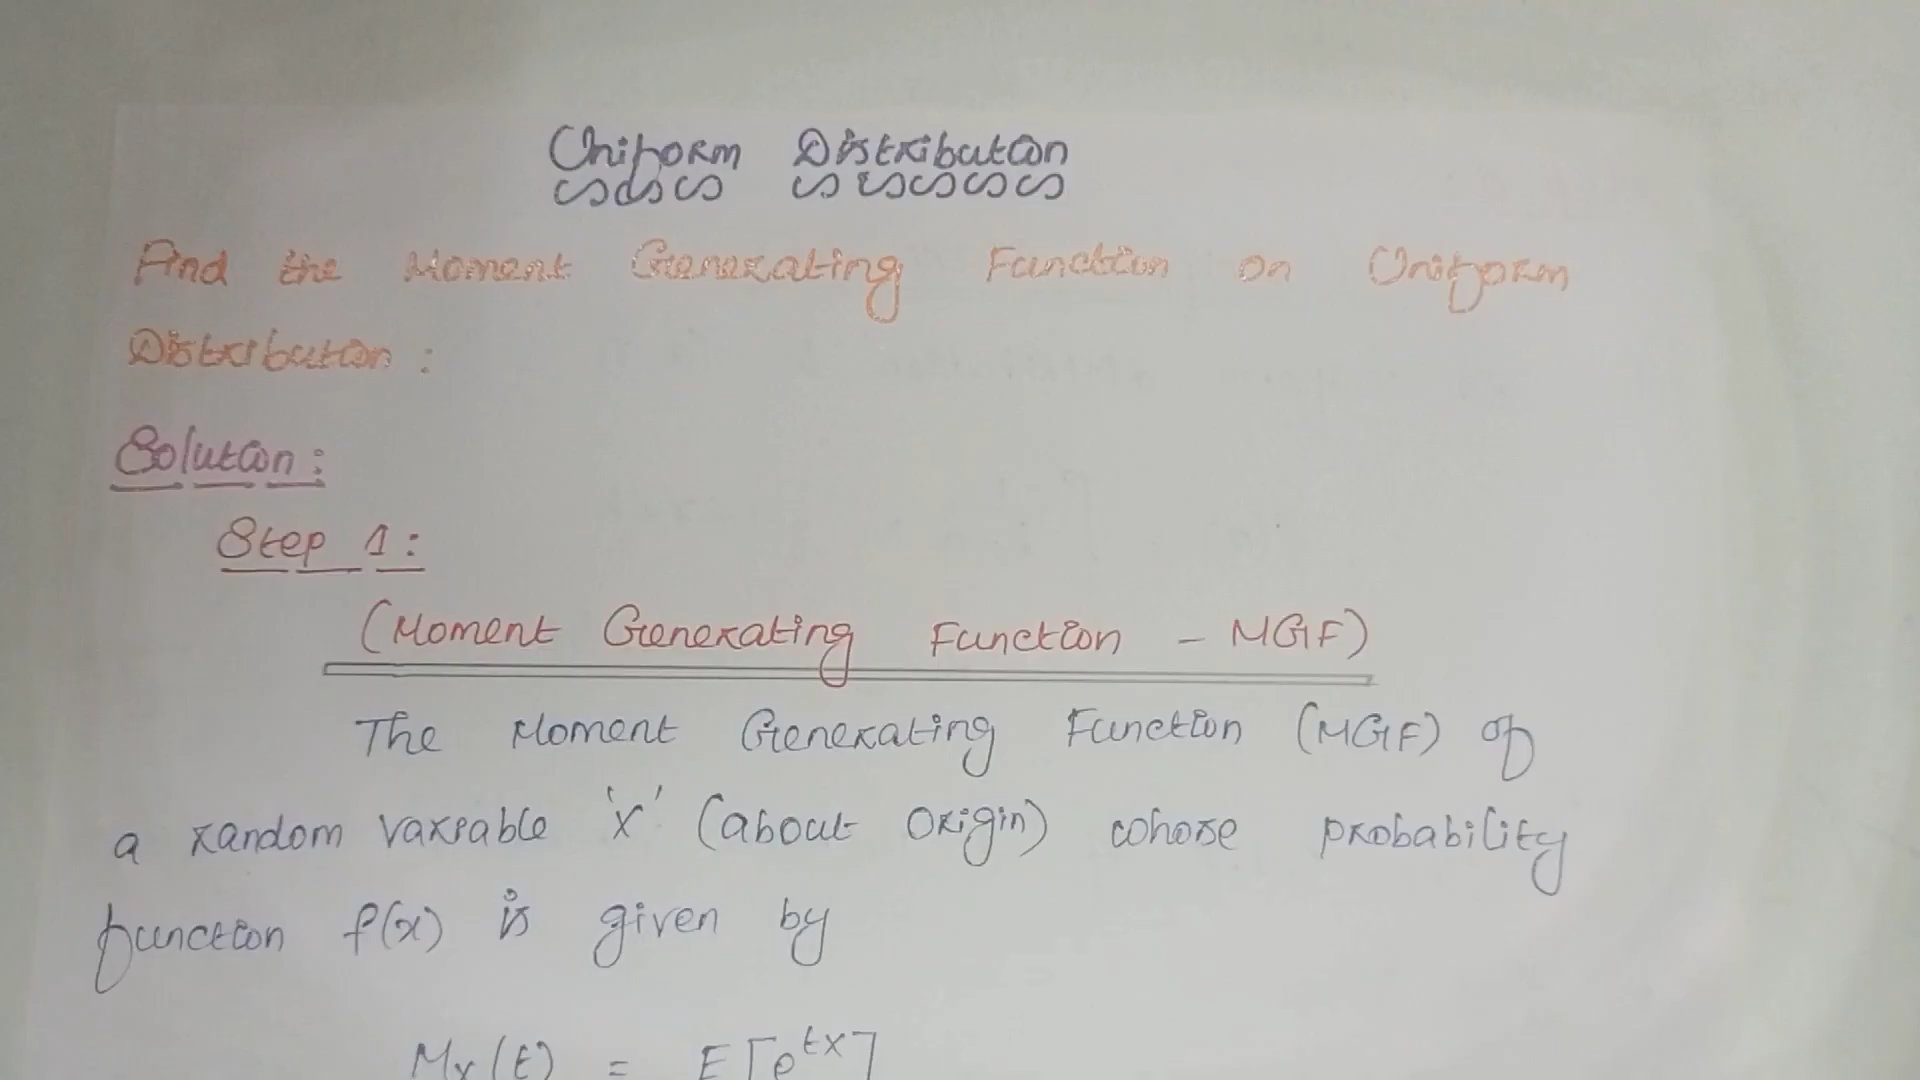 Uniform Distribution
Find the Moment Generating Function on Uniform
Distribution :
Solution :
Step 1 :
(Moment Generating Function - MGF)
The Moment Generating Function (MGF) of
a random variable 'x' (about Origin) whose probability
function f(x) is given by
Mx(t) = E[e^tx]